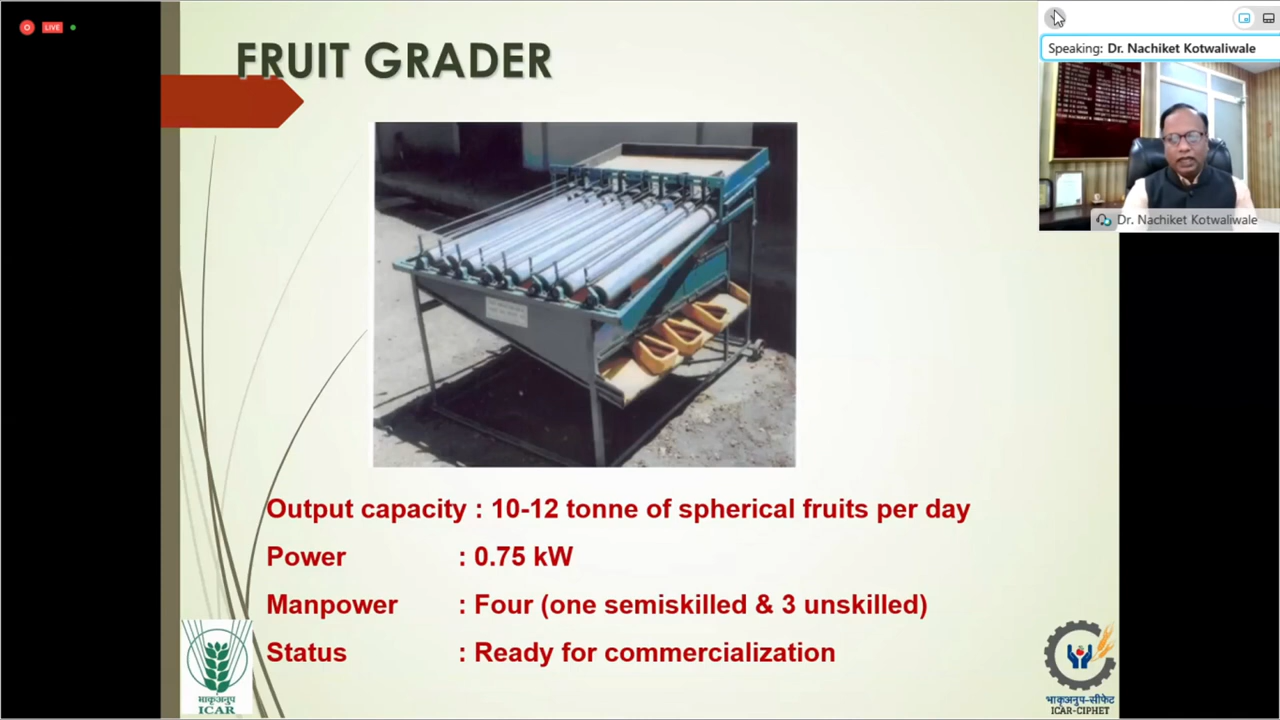 LIVE
FRUIT GRADER
Speaking: Dr. Nachiket Kotwaliwale
Dr. Nachiket Kotwaliwale
Output capacity : 10-12 tonne of spherical fruits per day
Power : 0.75 kW
Manpower : Four (one semiskilled & 3 unskilled)
Status : Ready for commercialization
भाकृअनुप
ICAR
भाकृअनुप-सीफेट
ICAR-CIPHET